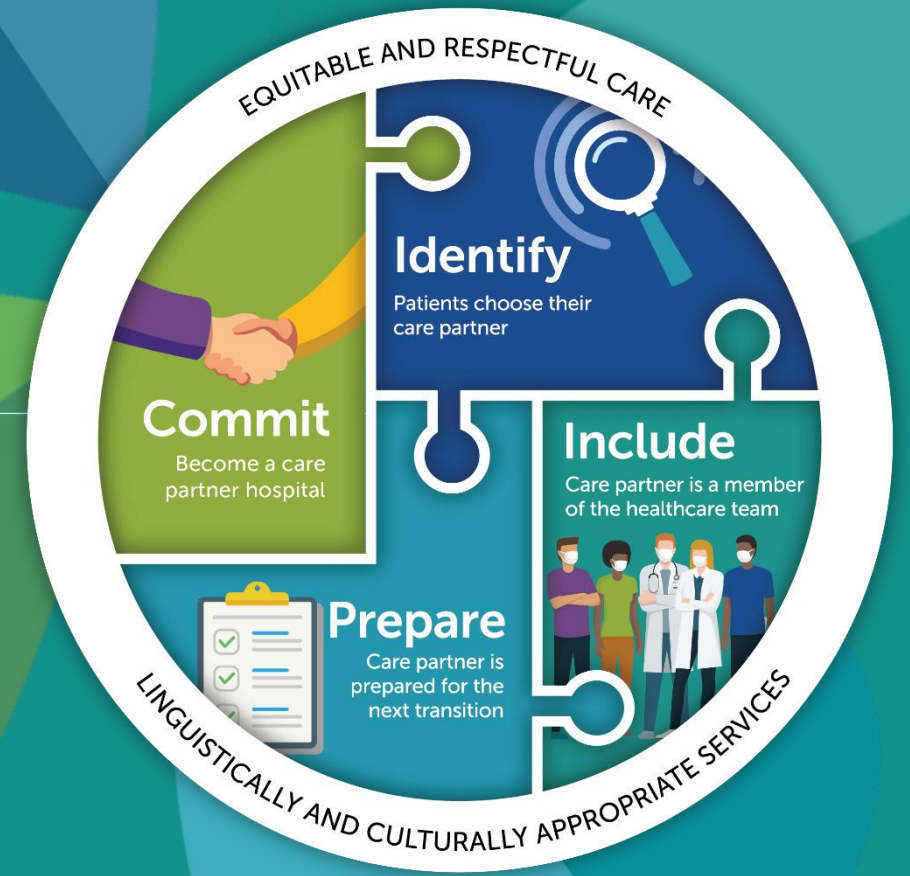 EQUITABLE AND RESPECTFUL CARE
Identify
Patients choose their
care partner
Commit
Become a care
partner hospital
Include
Care partner is a member
of the healthcare team
Prepare
Care partner is
prepared for the
next transition
LINGUISTICALLY AND CULTURALLY APPROPRIATE SERVICES